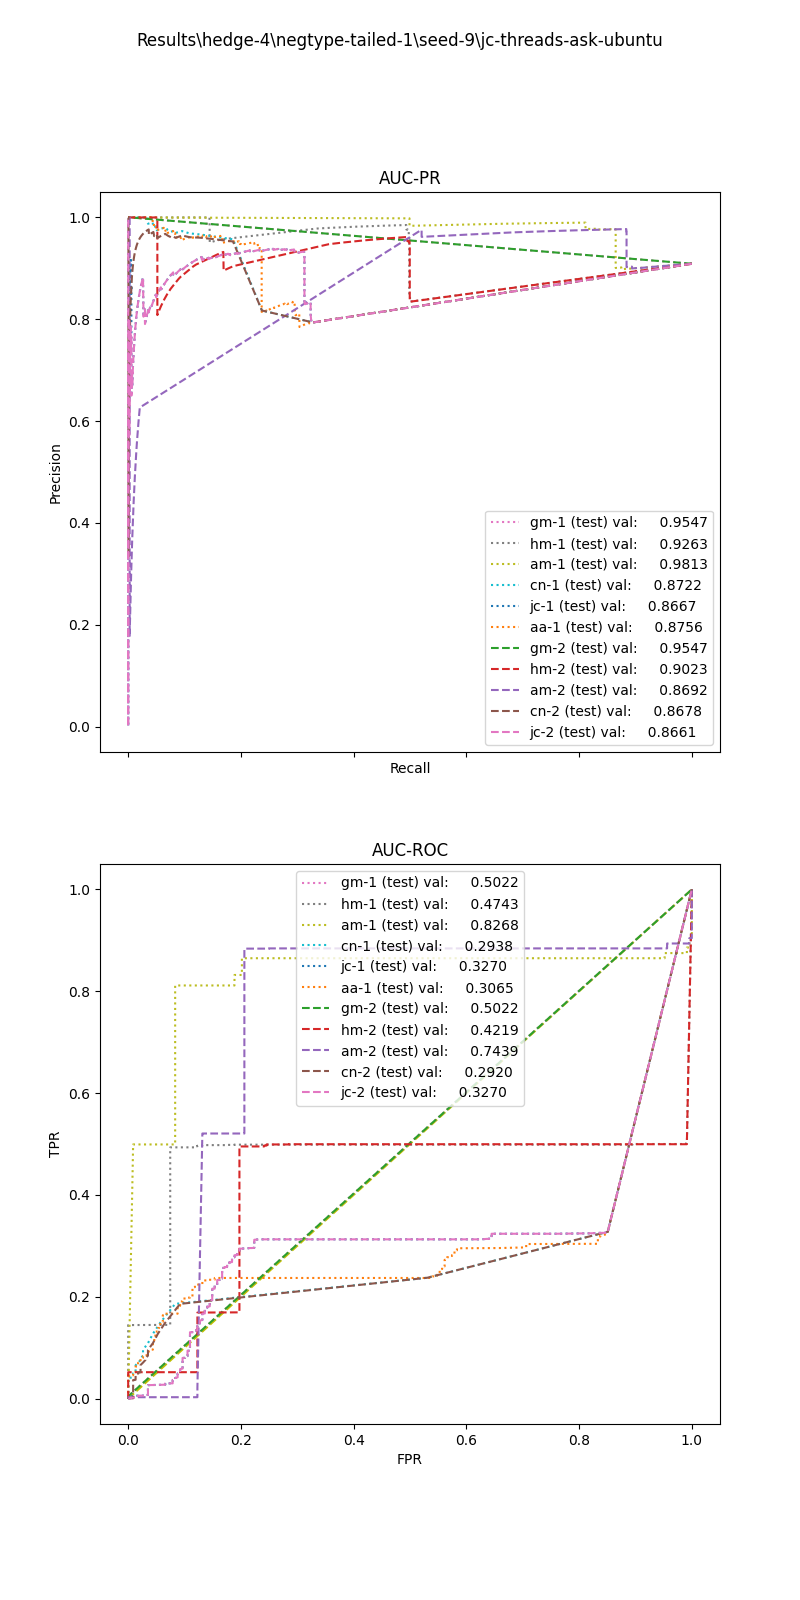 Results\hedge-4\negtype-tailed-1\seed-9\jc-threads-ask-ubuntu
AUC-PR
1.0
0.8
0.6
0.4
0.2
0.0
Precision
gm-1 (test) val: 0.9547
hm-1 (test) val: 0.9263
am-1 (test) val: 0.9813
cn-1 (test) val: 0.8722
jc-1 (test) val: 0.8667
aa-1 (test) val: 0.8756
gm-2 (test) val: 0.9547
hm-2 (test) val: 0.9023
am-2 (test) val: 0.8692
cn-2 (test) val: 0.8678
jc-2 (test) val: 0.8661
Recall
AUC-ROC
1.0
0.8
0.6
0.4
0.2
0.0
TPR
gm-1 (test) val: 0.5022
hm-1 (test) val: 0.4743
am-1 (test) val: 0.8268
cn-1 (test) val: 0.2938
jc-1 (test) val: 0.3270
aa-1 (test) val: 0.3065
gm-2 (test) val: 0.5022
hm-2 (test) val: 0.4219
am-2 (test) val: 0.7439
cn-2 (test) val: 0.2920
jc-2 (test) val: 0.3270
0.0 0.2 0.4 0.6 0.8 1.0
FPR